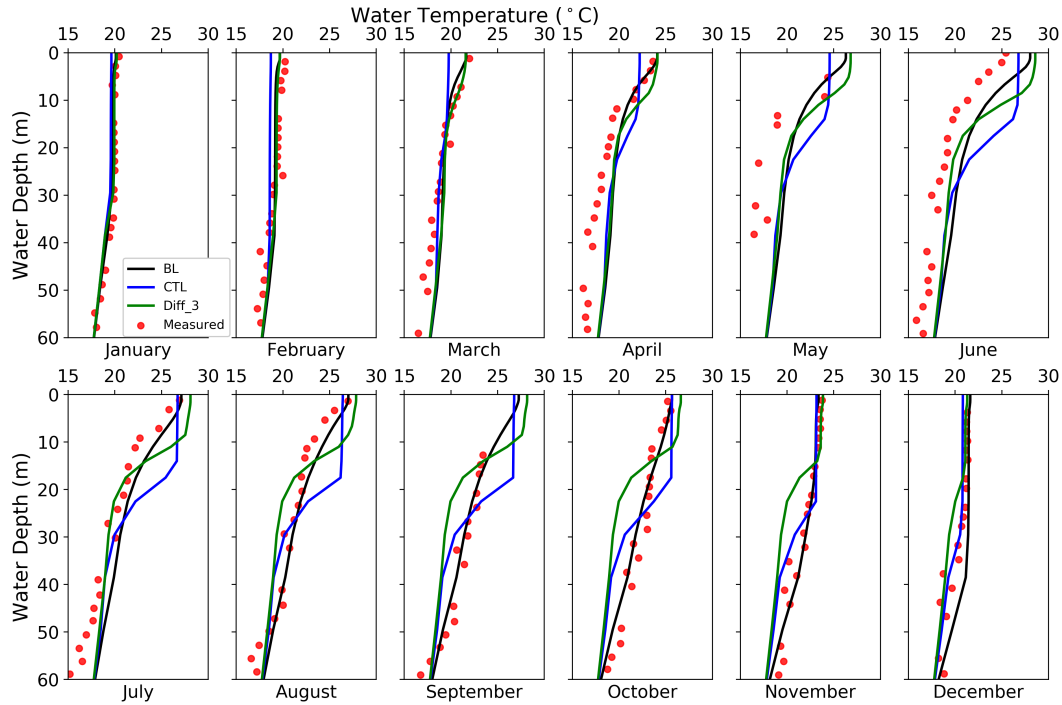 Water Temperature (°C)
15 20 25 30 15 20 25 30 15 20 25 30 15 20 25 30 15 20 25 30 15 20 25 30
0
10
20
30
40
50
60
Water Depth (m)
BL
CTL
Diff_3
Measured
January February March April May June
15 20 25 30 15 20 25 30 15 20 25 30 15 20 25 30 15 20 25 30 15 20 25 30
0
10
20
30
40
50
60
Water Depth (m)
July August September October November December